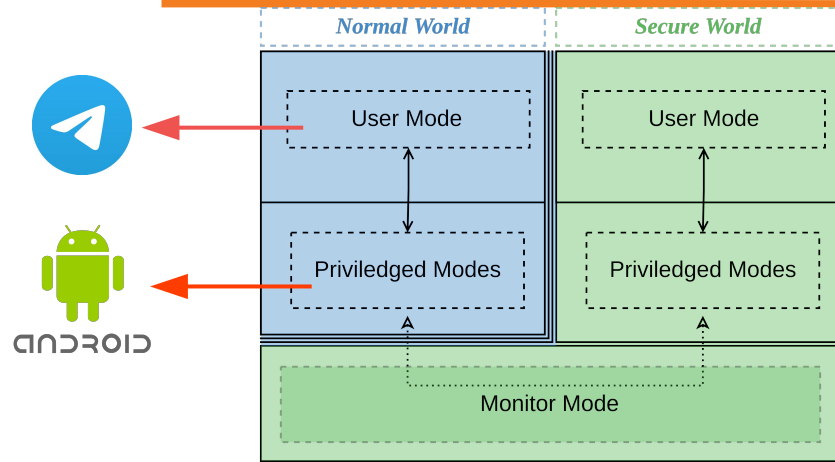 Normal World
Secure World
User Mode
User Mode
Priviledged Modes
Priviledged Modes
ANDROID
Monitor Mode